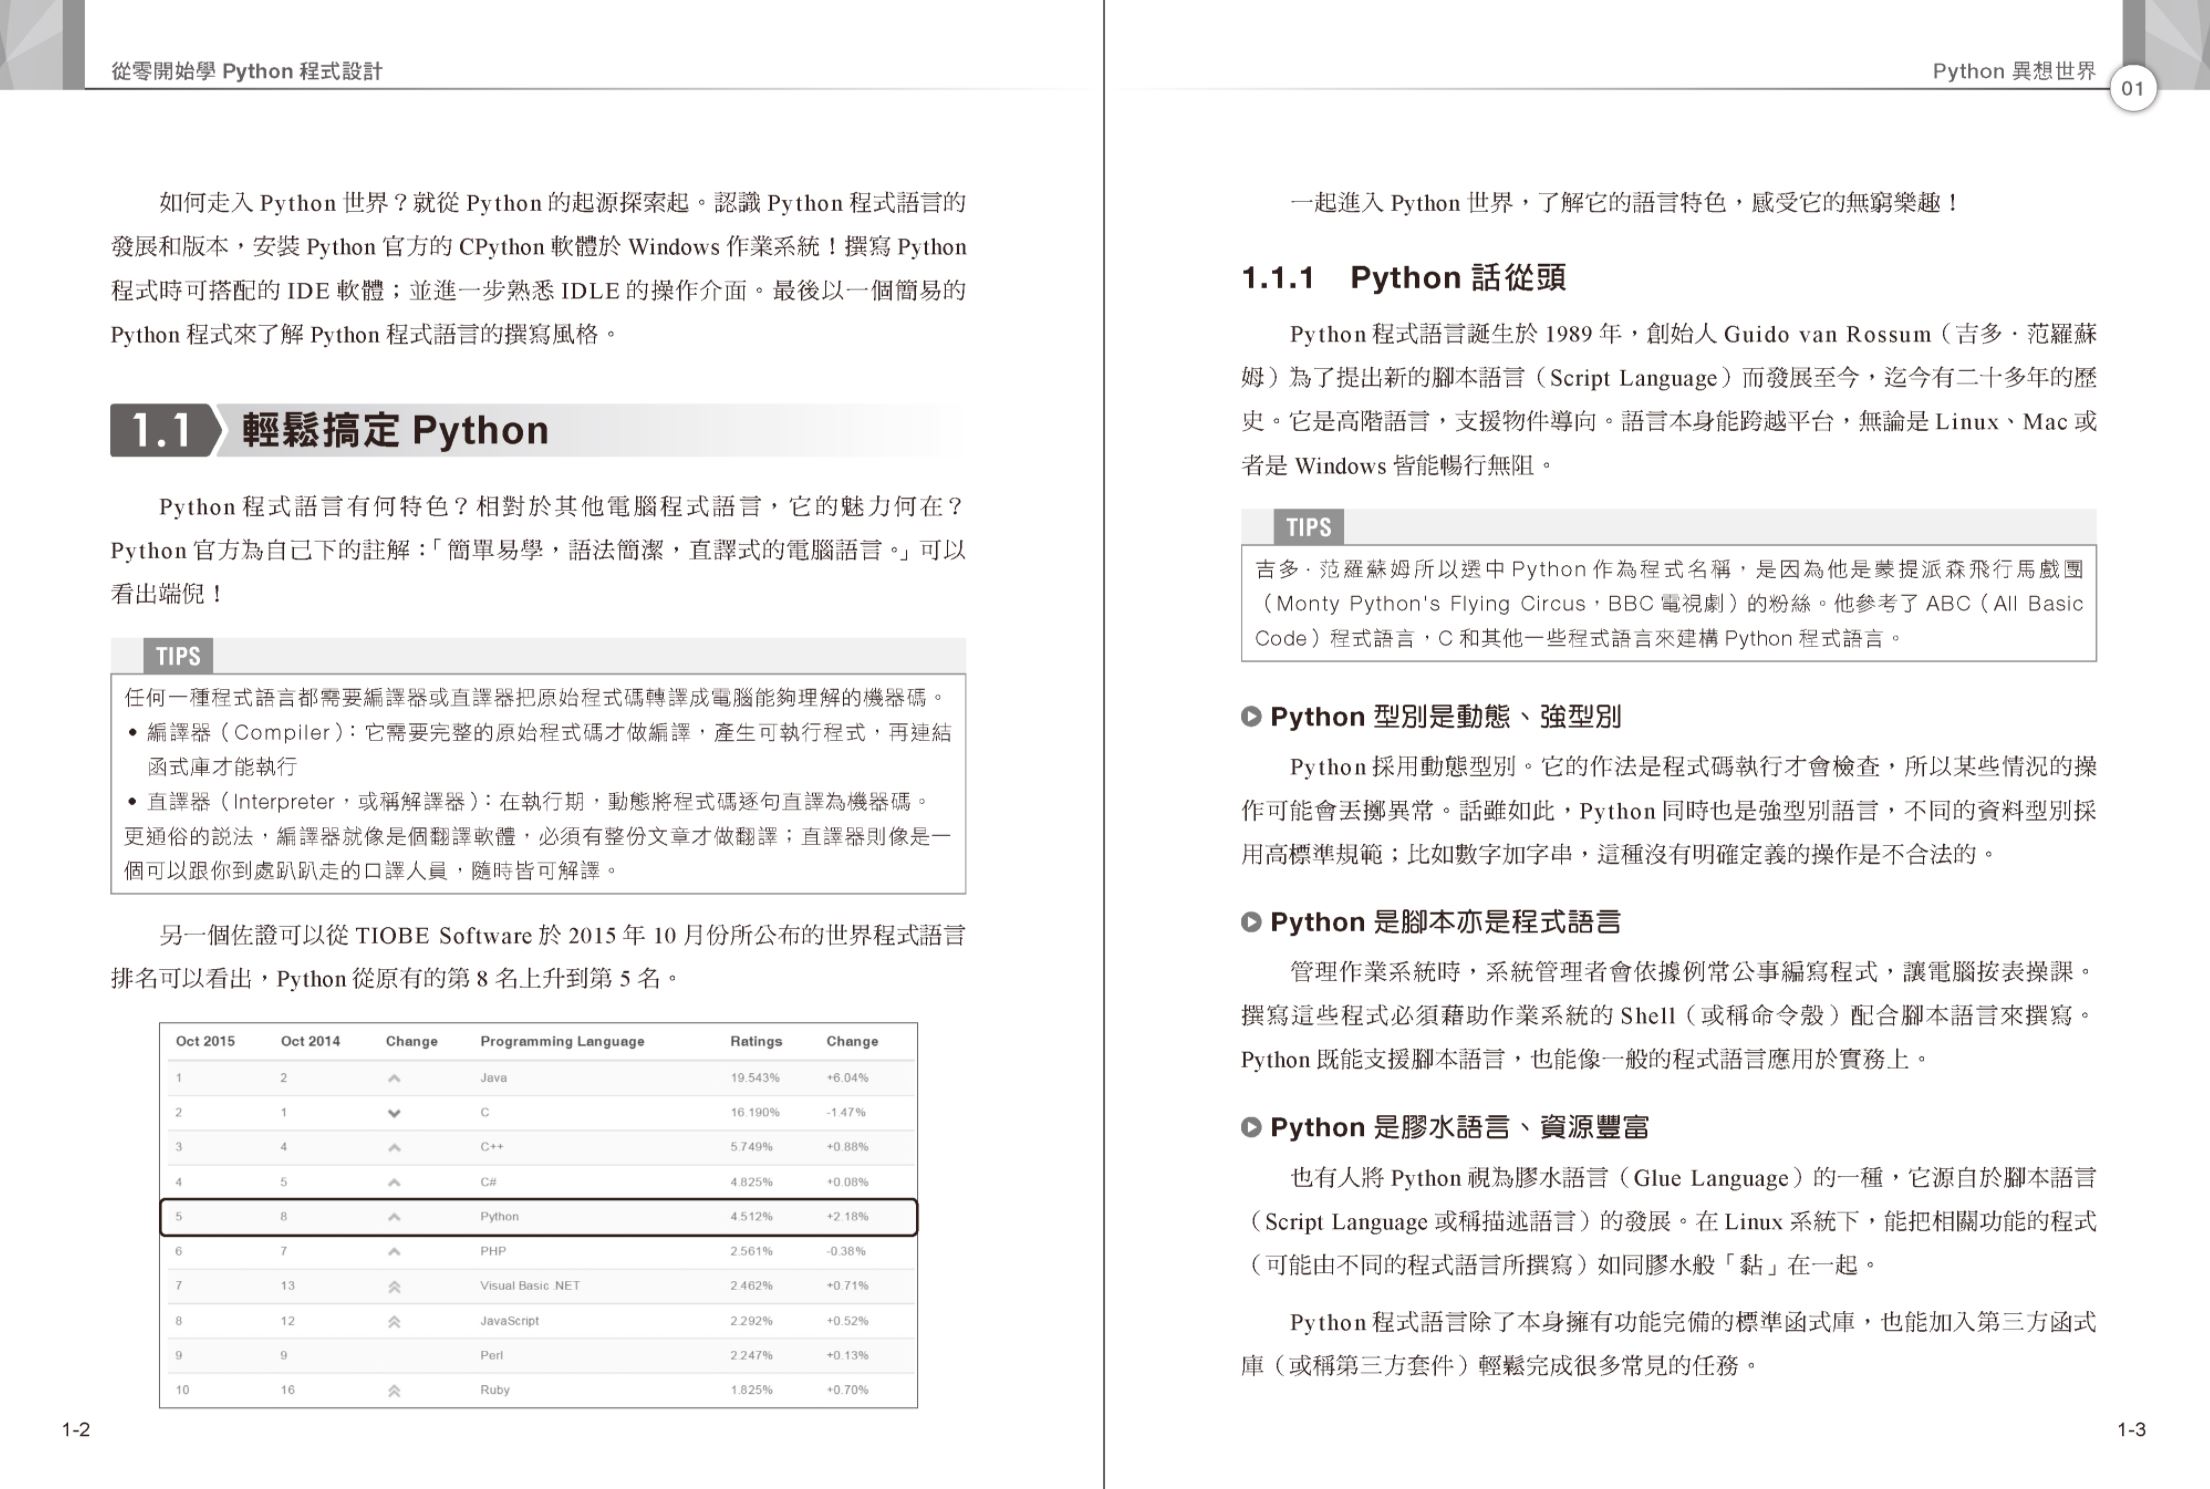 從零開始學 Python 程式設計
如何走入 Python 世界？就從 Python 的起源探索起。認識 Python 程式語言的
發展和版本，安裝 Python 官方的 CPython 軟體於 Windows 作業系統！撰寫 Python
程式時可搭配的 IDE 軟體；並進一步熟悉 IDLE 的操作介面。最後以一個簡易的
Python 程式來了解 Python 程式語言的撰寫風格。
1.1 輕鬆搞定 Python
Python 程式語言有何特色？相對於其他電腦程式語言，它的魅力何在？
Python 官方為自己下的註解：「簡單易學，語法簡潔，直譯式的電腦語言。」可以
看出端倪！
TIPS
任何一種程式語言都需要編譯器或直譯器把原始程式碼轉譯成電腦能夠理解的機器碼。
• 編譯器（Compiler）：它需要完整的原始程式碼才做編譯，產生可執行程式，再連結
函式庫才能執行
• 直譯器（Interpreter，或稱解譯器）：在執行期，動態將程式碼逐句直譯為機器碼。
更通俗的說法，編譯器就像是個翻譯軟體，必須有整份文章才做翻譯；直譯器則像是一
個可以跟你到處趴趴走的口譯人員，隨時皆可解譯。
另一個佐證可以從 TIOBE Software 於 2015 年 10 月份所公布的世界程式語言
排名可以看出，Python 從原有的第 8 名上升到第 5 名。
Oct 2015 Oct 2014 Change Programming Language Ratings Change
1 2 Java 19.543% +6.04%
2 1 C 16.190% -1.47%
3 4 C++ 5.749% +0.88%
4 5 C# 4.825% +0.08%
5 8 Python 4.512% +2.18%
6 7 PHP 2.561% -0.38%
7 13 Visual Basic .NET 2.462% +0.71%
8 12 JavaScript 2.292% +0.52%
9 9 Perl 2.247% +0.13%
10 16 Ruby 1.825% +0.70%
1-2
Python 異想世界
01
一起進入 Python 世界，了解它的語言特色，感受它的無窮樂趣！
1.1.1 Python 話從頭
Python 程式語言誕生於 1989 年，創始人 Guido van Rossum（吉多．范羅蘇
姆）為了提出新的腳本語言（Script Language）而發展至今，迄今有二十多年的歷
史。它是高階語言，支援物件導向。語言本身能跨越平台，無論是 Linux、Mac 或
者是 Windows 皆能暢行無阻。
TIPS
吉多．范羅蘇姆所以選中 Python 作為程式名稱，是因為他是蒙提派森飛行馬戲團
（Monty Python's Flying Circus，BBC 電視劇）的粉絲。他參考了 ABC（All Basic
Code）程式語言，C 和其他一些程式語言來建構 Python 程式語言。
Python 型別是動態、強型別
Python 採用動態型別。它的作法是程式碼執行才會檢查，所以某些情況的操
作可能會丟擲異常。話雖如此，Python 同時也是強型別語言，不同的資料型別採
用高標準規範；比如數字加字串，這種沒有明確定義的操作是不合法的。
Python 是腳本亦是程式語言
管理作業系統時，系統管理者會依據例常公事編寫程式，讓電腦按表操課。
撰寫這些程式必須藉助作業系統的 Shell（或稱命令殼）配合腳本語言來撰寫。
Python 既能支援腳本語言，也能像一般的程式語言應用於實務上。
Python 是膠水語言、資源豐富
也有人將 Python 視為膠水語言（Glue Language）的一種，它源自於腳本語言
（Script Language 或稱描述語言）的發展。在 Linux 系統下，能把相關功能的程式
（可能由不同的程式語言所撰寫）如同膠水般「黏」在一起。
Python 程式語言除了本身擁有功能完備的標準函式庫，也能加入第三方函式
庫（或稱第三方套件）輕鬆完成很多常見的任務。
1-3